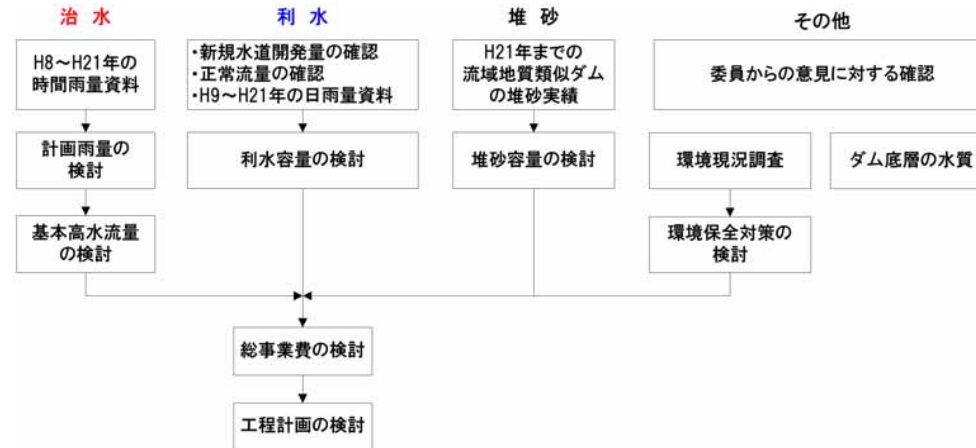 治 水
H8～H21年の
時間雨量資料
計画雨量の
検討
基本高水流量
の検討
利 水
・新規水道開発量の確認
・正常流量の確認
・H9～H21年の日雨量資料
利水容量の検討
堆 砂
H21年までの
流域地質類似ダム
の堆砂実績
堆砂容量の検討
その他
委員からの意見に対する確認
環境現況調査
ダム底層の水質
環境保全対策の
検討
総事業費の検討
工程計画の検討